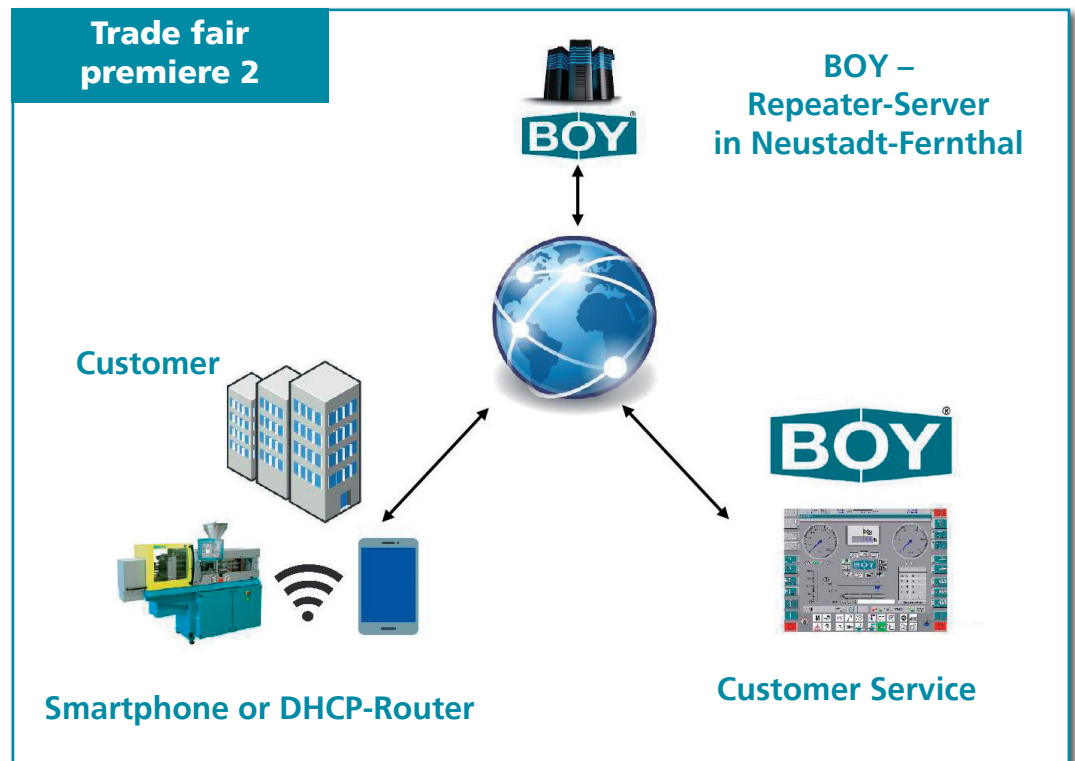 Trade fair
premiere 2
BOY –
Repeater-Server
in Neustadt-Fernthal
BOY®
Customer
BOY®
Smartphone or DHCP-Router
Customer Service